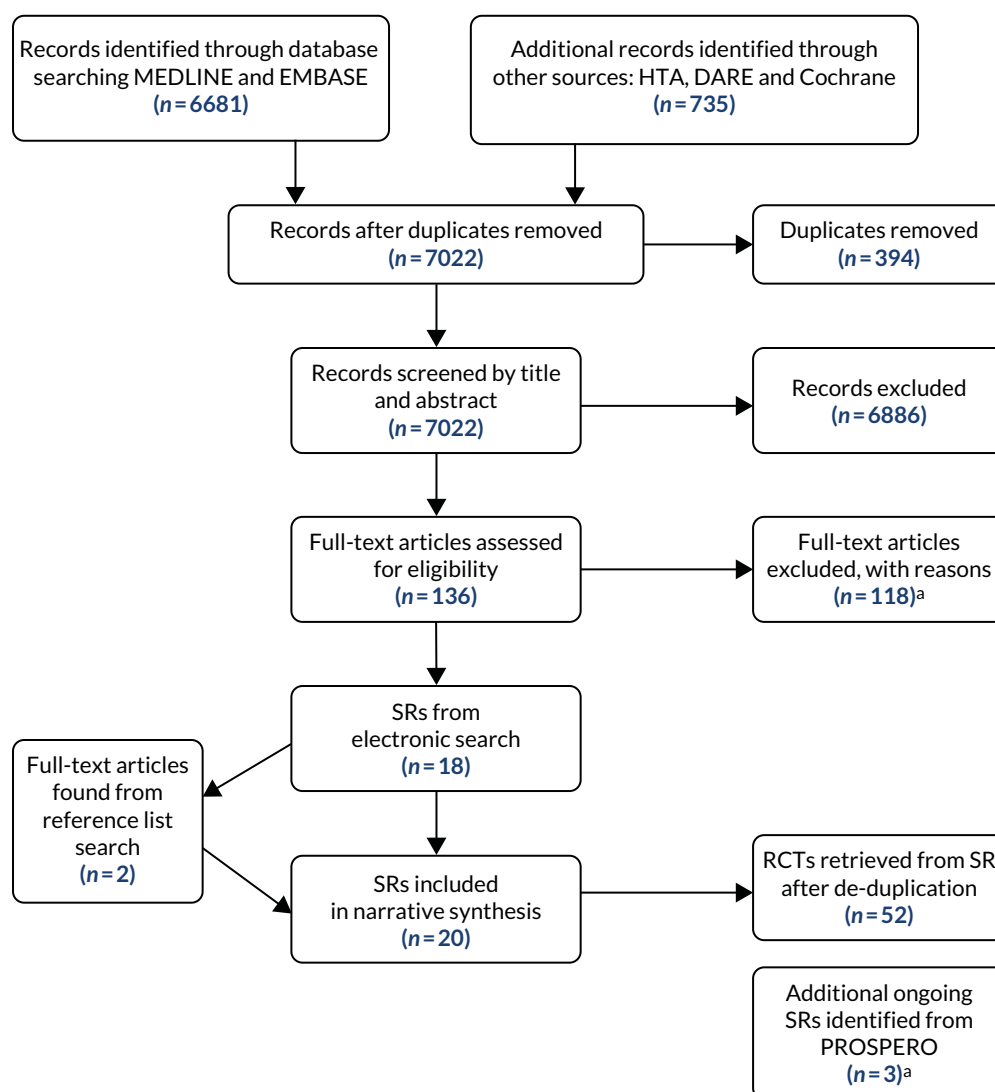 Records identified through database
searching MEDLINE and EMBASE
(n=6681)
Additional records identified through
other sources: HTA, DARE and Cochrane
(n=735)
Records after duplicates removed
(n=7022)
Duplicates removed
(n=394)
Records screened by title
and abstract
(n=7022)
Records excluded
(n=6886)
Full-text articles assessed
for eligibility
(n=136)
Full-text articles
excluded, with reasons
(n=118)a
SRs from
electronic search
(n=18)
Full-text articles
found from
reference list
search
(n=2)
SRs included
in narrative synthesis
(n=20)
RCTs retrieved from SR
after de-duplication
(n=52)
Additional ongoing
SRs identified from
PROSPERO
(n=3)a